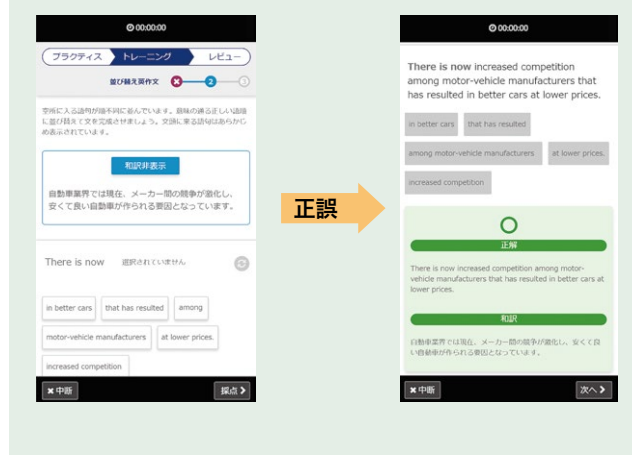 00:00:00
プラクティス トレーニング レビュー
並び替え英作文 2 3
空所に入る語句が順不同に並んでいます。意味の通る正しい語順
に並び替えて文を完成させましょう。文頭に来る語句はあらかじ
め表示されています。
和訳非表示
自動車業界では現在、メーカー間の競争が激化し、
安くて良い自動車が作られる要因となっています。
There is now 選択されていません
in better cars that has resulted among
motor-vehicle manufacturers at lower prices.
increased competition
✖中断 採点
正誤
00:00:00
There is now increased competition
among motor-vehicle manufacturers that
has resulted in better cars at lower prices.
in better cars that has resulted
among motor-vehicle manufacturers at lower prices.
increased competition
正解
There is now increased competition among motor-
vehicle manufacturers that has resulted in better cars at
lower prices.
和訳
自動車業界では現在、メーカー間の競争が激化し、安くて良
い自動車が作られる要因となっています。
✖中断 次へ